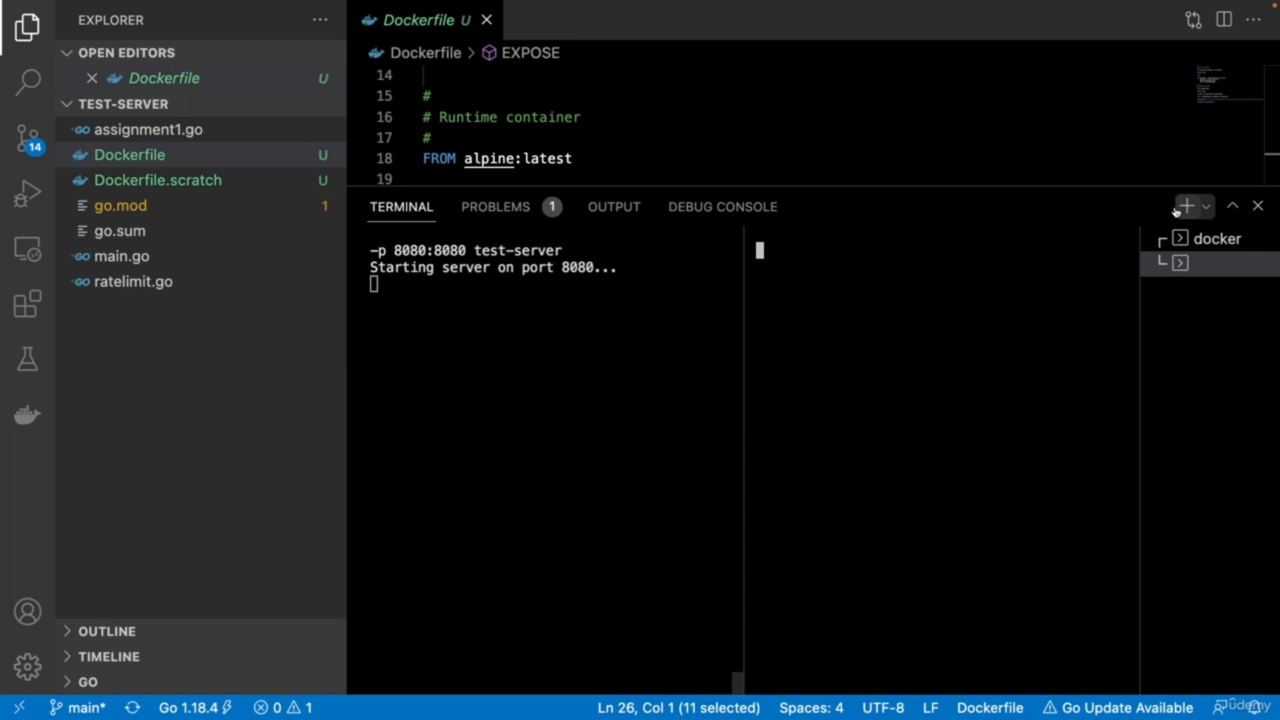 EXPLORER
OPEN EDITORS
Dockerfile U
TEST-SERVER
assignment1.go
Dockerfile U
Dockerfile.scratch U
go.mod 1
go.sum
main.go
ratelimit.go
OUTLINE
TIMELINE
GO
14
Dockerfile U
Dockerfile > EXPOSE
14
15 #
16 # Runtime container
17 #
18 FROM alpine:latest
19
TERMINAL PROBLEMS 1 OUTPUT DEBUG CONSOLE
-p 8080:8080 test-server
Starting server on port 8080...
docker
main* Go 1.18.4 0 1 Ln 26, Col 1 (11 selected) Spaces: 4 UTF-8 LF Dockerfile Go Update Available
Udemy